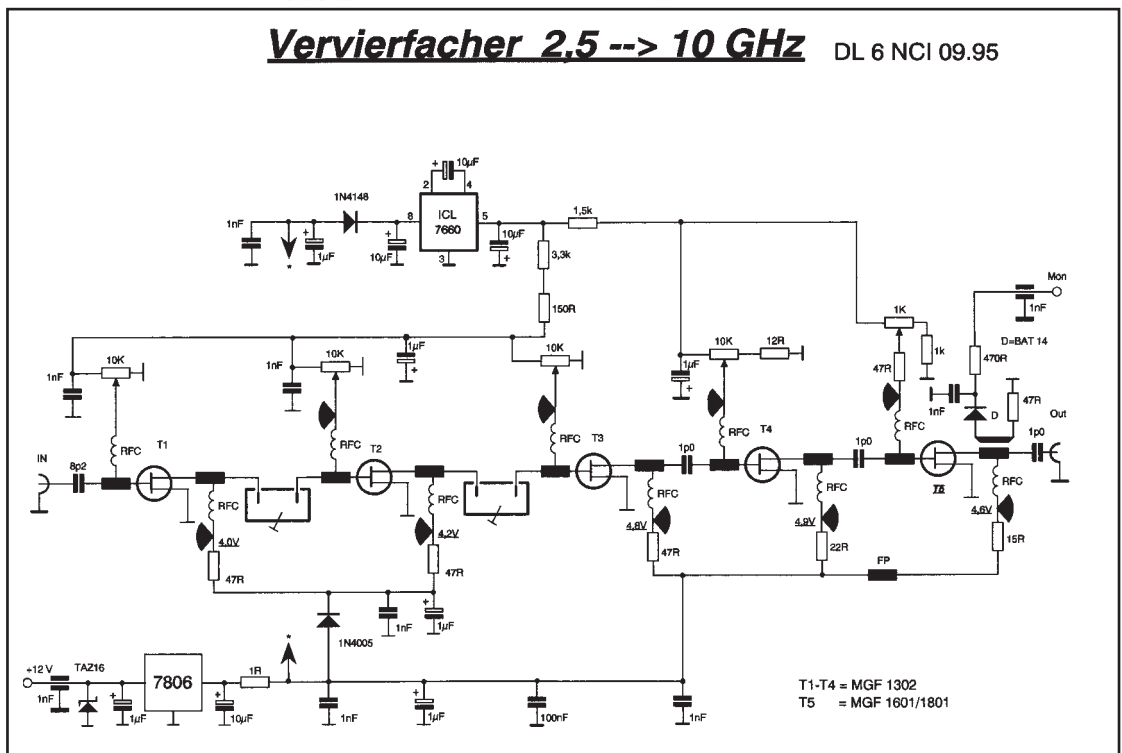 Vervierfacher 2,5 --> 10 GHz DL 6 NCI 09.95
10µF
+
2 4
1N4148
ICL
7660
8 5
3
1nF
*
+
1µF
+
10µF
10µF
+
1,5k
3,3k
150R
Mon
1nF
1K
1k
D=BAT 14
470R
47R
47R
1nF
D
10K
1nF
10K
1nF
1µF
+
10K
10K
12R
+
1µF
IN
8p2
RFC
T1
RFC
T2
RFC
T3
1p0
RFC
T4
1p0
RFC
T5
1p0
Out
RFC
4,0V
47R
RFC
4,2V
47R
RFC
4,8V
47R
RFC
4,9V
22R
RFC
4,6V
15R
FP
1N4005
1nF
+
1µF
+12 V
1nF
TAZ16
+
1µF
7806
+
10µF
1R
*
1nF
+
1µF
100nF
1nF
T1-T4 = MGF 1302
T5 = MGF 1601/1801